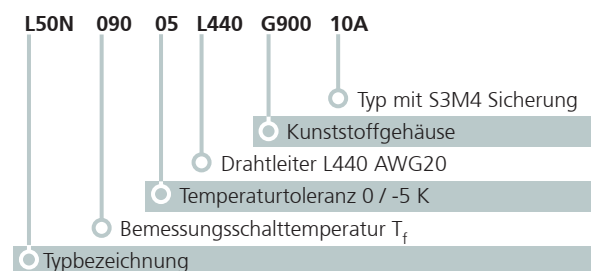 L50N 090 05 L440 G900 10A
Typ mit S3M4 Sicherung
Kunststoffgehäuse
Drahtleiter L440 AWG20
Temperaturtoleranz 0 / -5 K
Bemessungsschalttemperatur Tf
Typbezeichnung